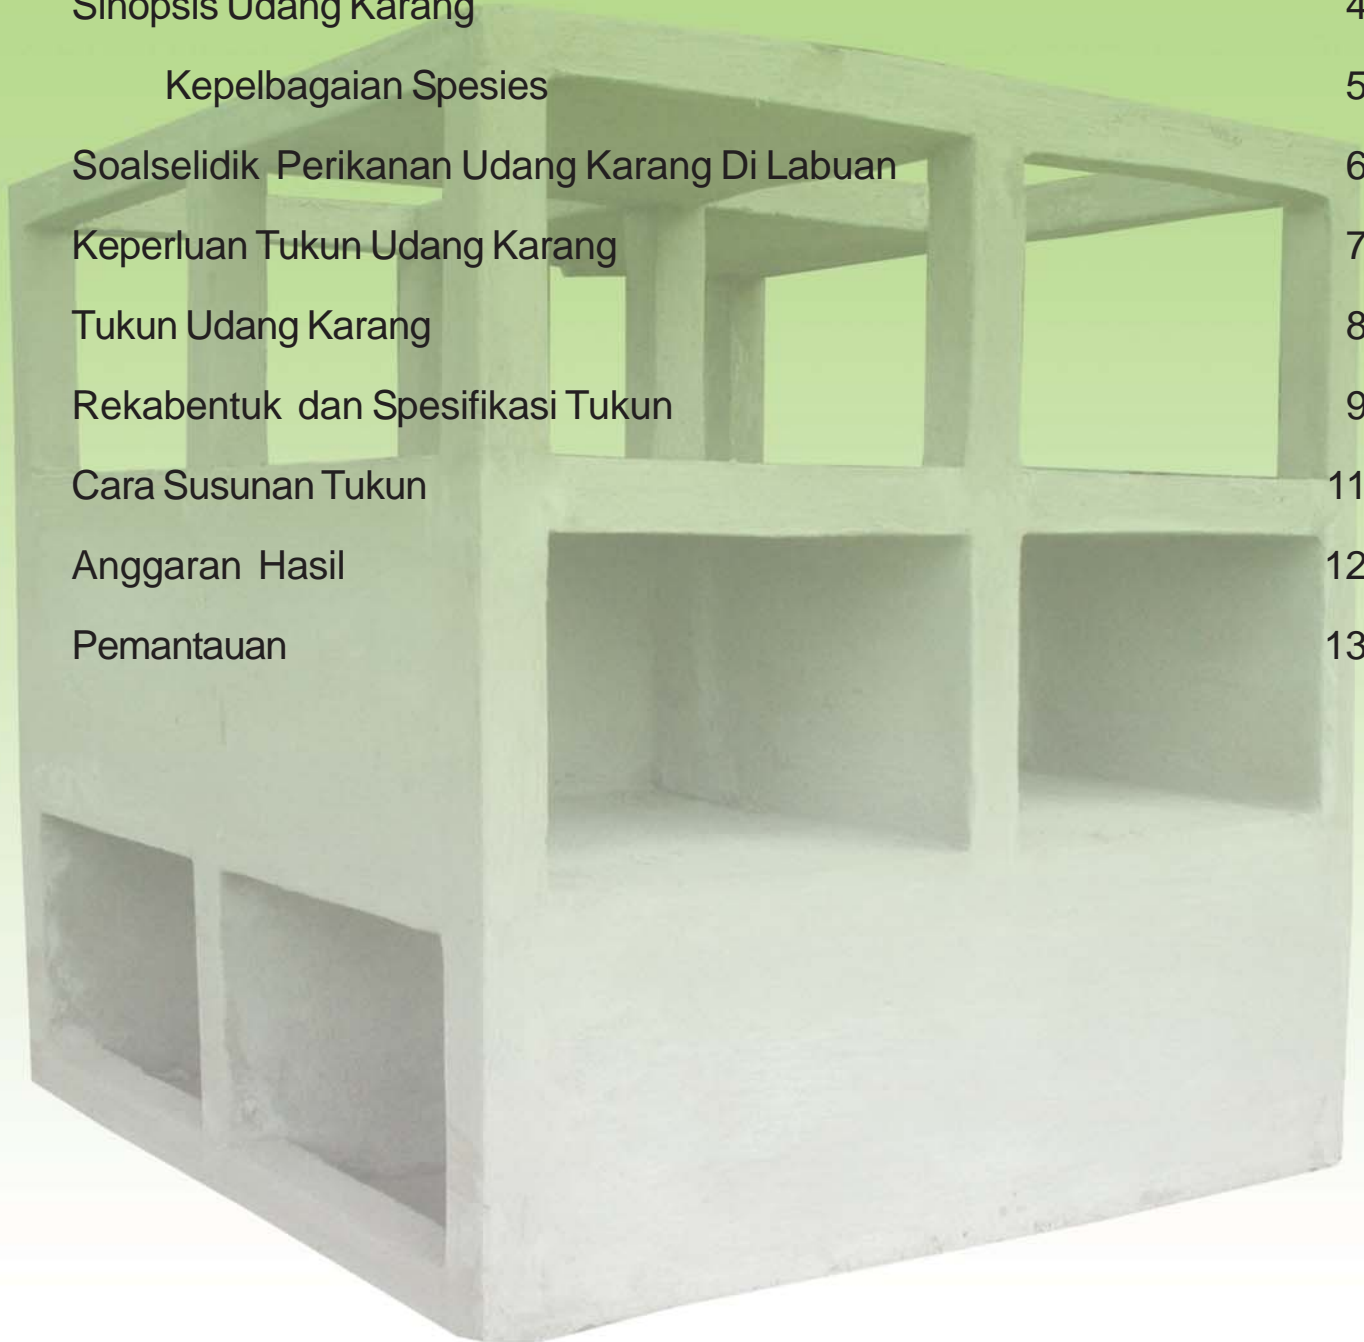 Sinopsis Udang Karang 4
Kepelbagaian Spesies 5
Soalselidik Perikanan Udang Karang Di Labuan 6
Keperluan Tukun Udang Karang 7
Tukun Udang Karang 8
Rekabentuk dan Spesifikasi Tukun 9
Cara Susunan Tukun 11
Anggaran Hasil 12
Pemantauan 13